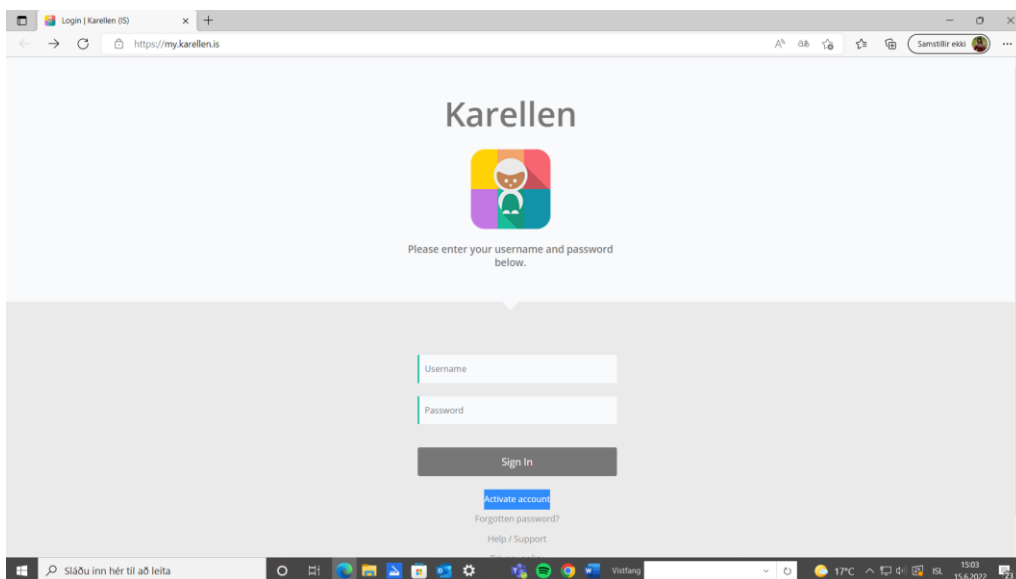 Login | Karellen (IS)
https://my.karellen.is
Samstillir ekki
Karellen
Please enter your username and password
below.
Username
Password
Sign In
Activate account
Forgotten password?
Help / Support
Sláðu inn hér til að leita
Vistfang
17°C
ISL
15:03
15.6.2022
23